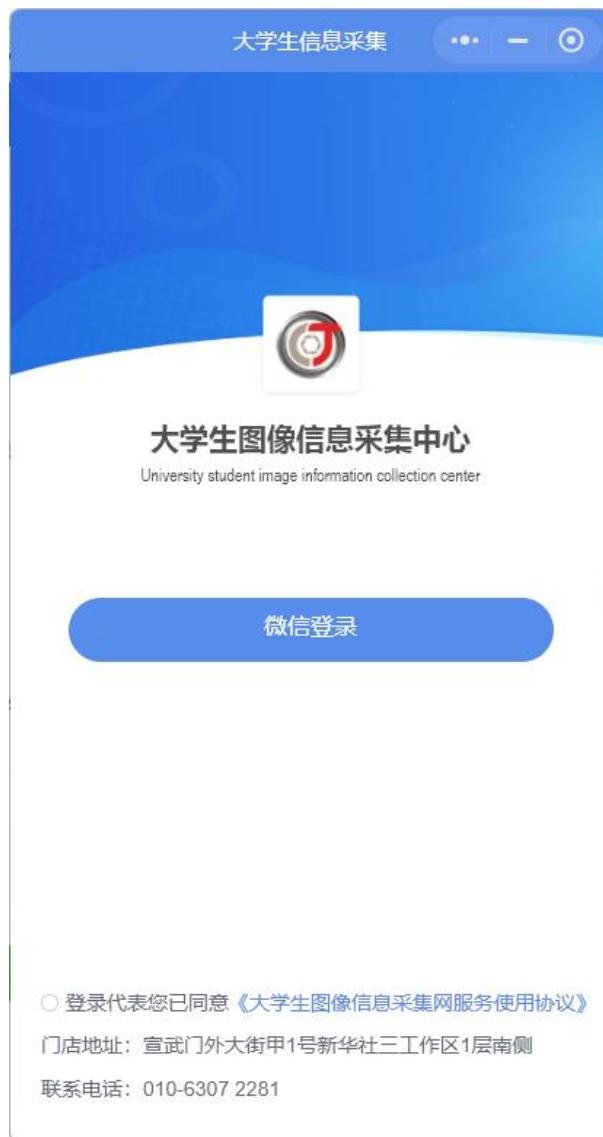 大学生信息采集
大学生图像信息采集中心
University student image information collection center
微信登录
登录代表您已同意《大学生图像信息采集网服务使用协议》
门店地址：宣武门外大街甲1号新华社三工作区1层南侧
联系电话：010-6307 2281